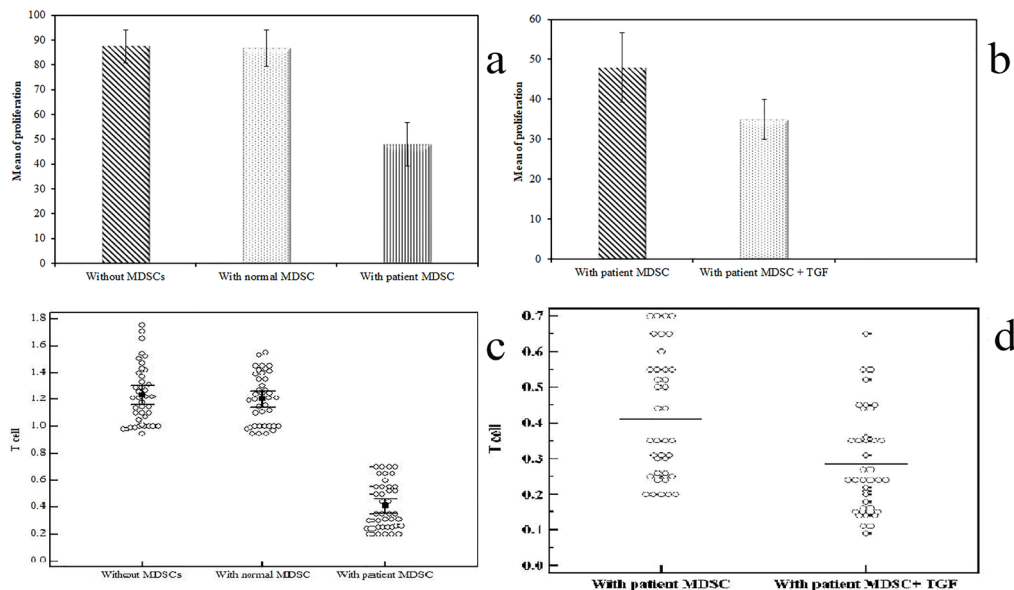 100
90
80
70
60
50
40
30
20
10
0
Mean of proliferation
Without MDSCs
With normal MDSC
With patient MDSC
a
60
50
40
30
20
10
0
Mean of proliferation
With patient MDSC
With patient MDSC + TGF
b
1.8
1.6
1.4
1.2
1.0
0.8
0.6
0.4
0.2
0.0
T cell
Without MDSCs
With normal MDSC
With patient MDSC
c
0.7
0.6
0.5
0.4
0.3
0.2
0.1
0.0
T cell
With patient MDSC
With patient MDSC+ TGF
d